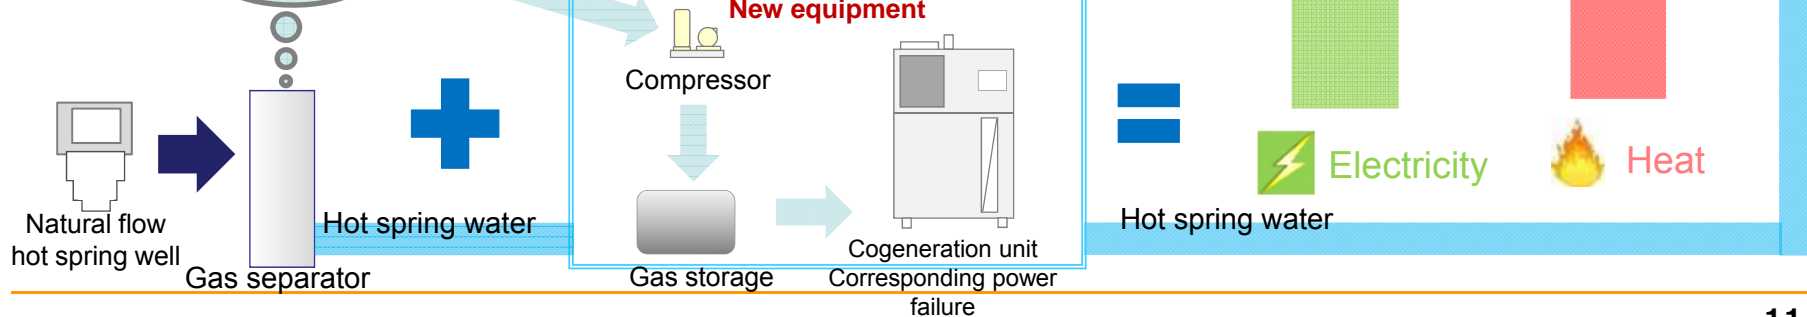 New equipment
Compressor
Electricity
Heat
Natural flow
hot spring well
Hot spring water
Hot spring water
Gas separator
Gas storage
Cogeneration unit
Corresponding power
failure